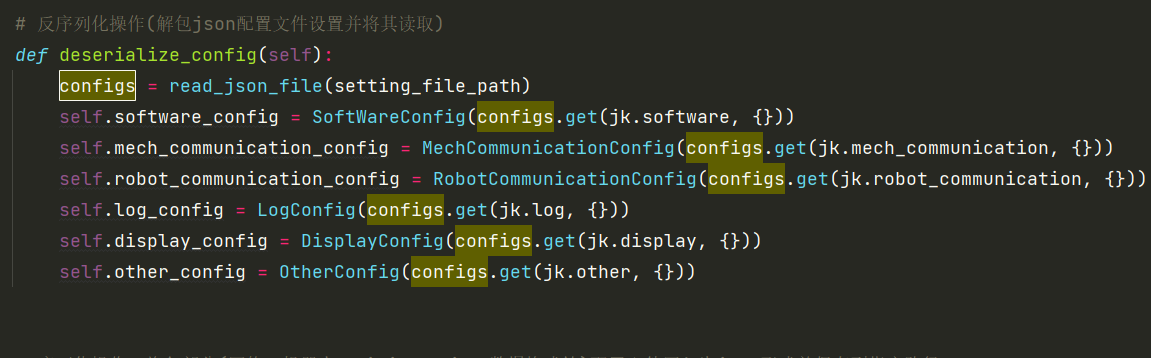 # 反序列化操作(解包json配置文件设置并将其读取)
def deserialize_config(self):
configs = read_json_file(setting_file_path)
self.software_config = SoftWareConfig(configs.get(jk.software, {}))
self.mech_communication_config = MechCommunicationConfig(configs.get(jk.mech_communication, {}))
self.robot_communication_config = RobotCommunicationConfig(configs.get(jk.robot_communication, {}))
self.log_config = LogConfig(configs.get(jk.log, {}))
self.display_config = DisplayConfig(configs.get(jk.display, {}))
self.other_config = OtherConfig(configs.get(jk.other, {}))